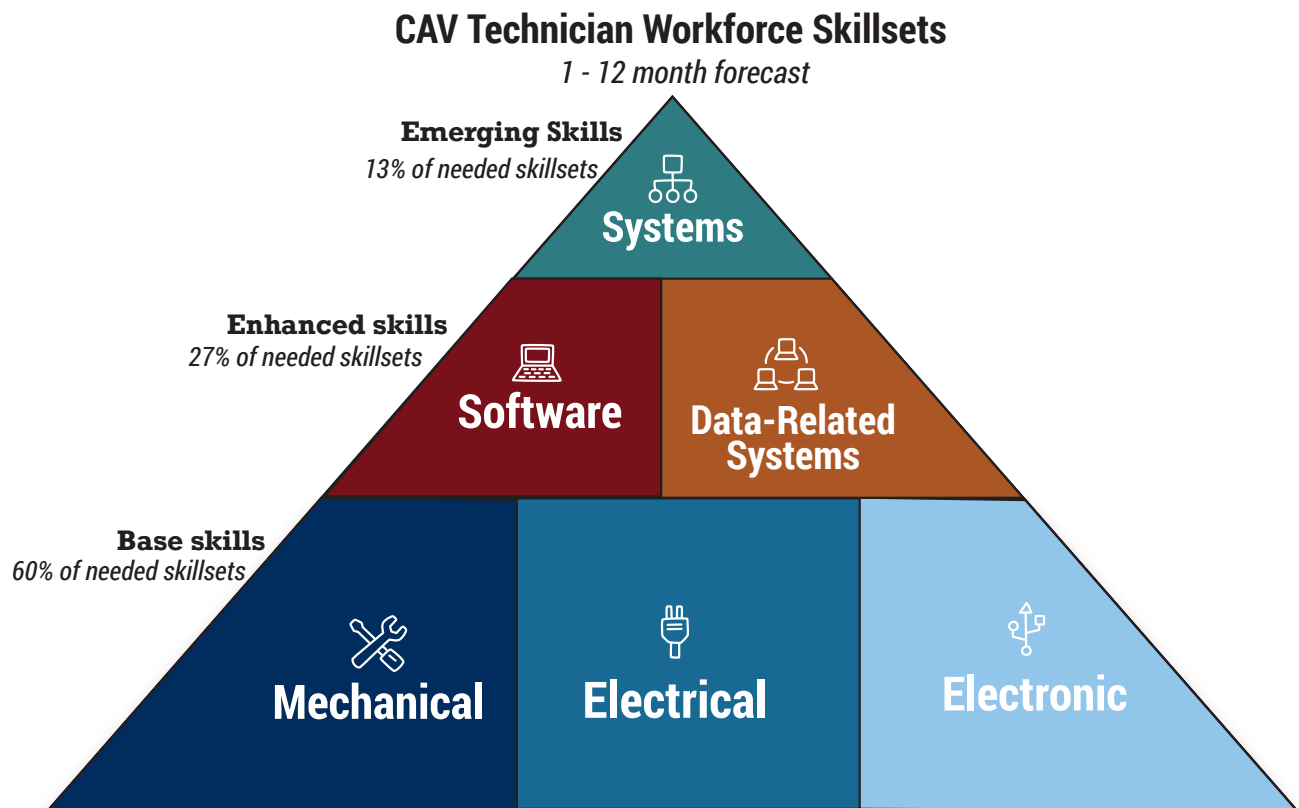 CAV Technician Workforce Skillsets
1 - 12 month forecast
Emerging Skills
13% of needed skillsets
Systems
Enhanced skills
27% of needed skillsets
Software
Data-Related
Systems
Base skills
60% of needed skillsets
Mechanical
Electrical
Electronic